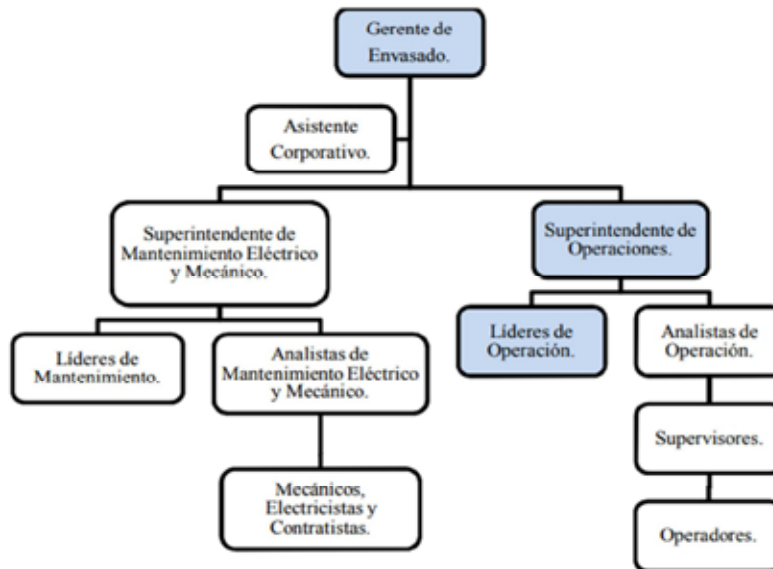 Gerente de
Envasado.
Asistente
Corporativo.
Superintendente de
Mantenimiento Eléctrico
y Mecánico.
Superintendente de
Operaciones.
Líderes de
Mantenimiento.
Analistas de
Mantenimiento Eléctrico
y Mecánico.
Líderes de
Operación.
Analistas de
Operación.
Supervisores.
Mecánicos,
Electricistas y
Contratistas.
Operadores.